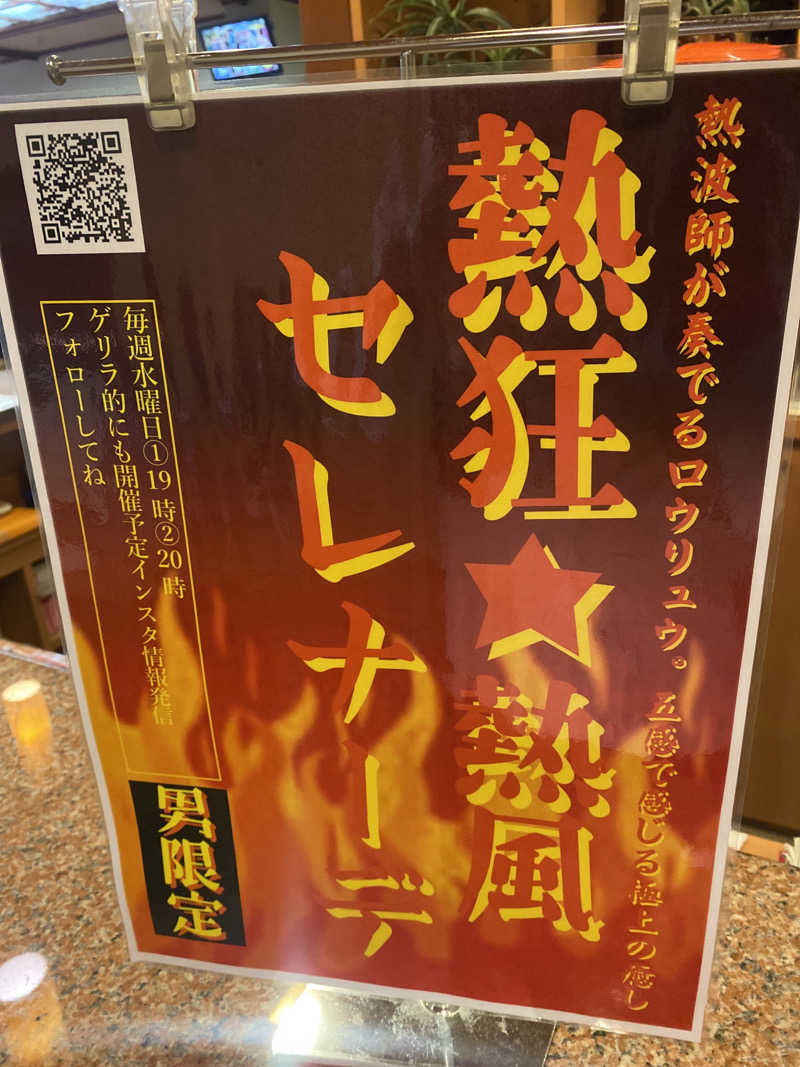 熱波師が奏でるロウリュウ。五感で感じる極上の癒し
熱狂★熱風
セレナーデ
毎週水曜日①19時②20時
ゲリラ的にも開催予定インスタ情報発信
フォローしてね
男限定